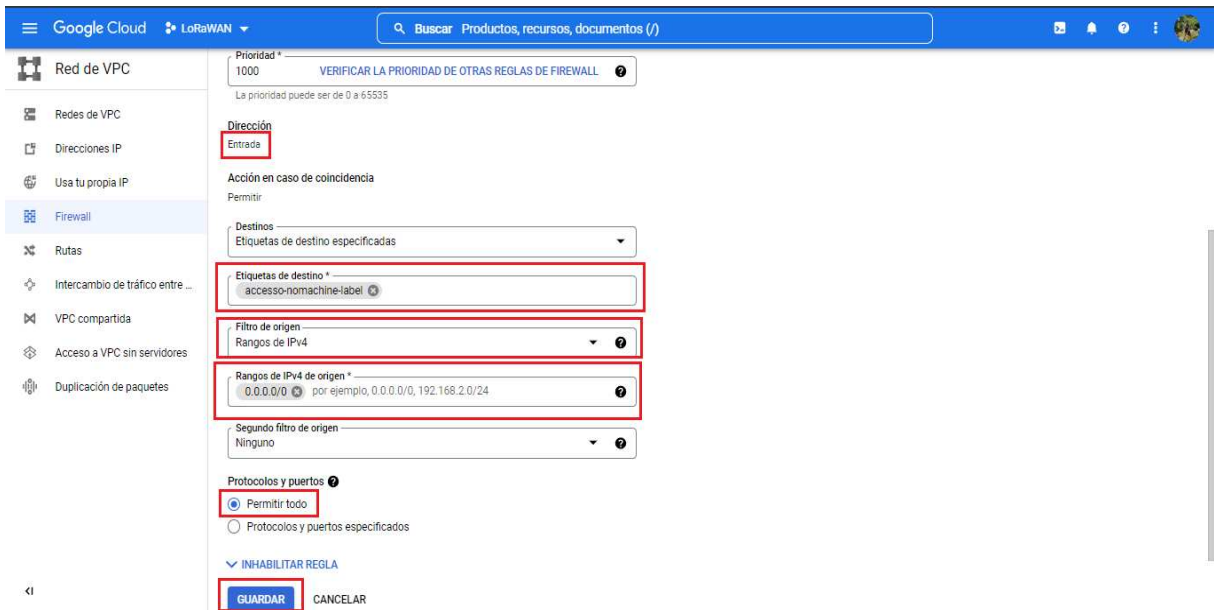 Google Cloud
LoRaWAN
Buscar Productos, recursos, documentos (/)
Red de VPC
Redes de VPC
Direcciones IP
Usa tu propia IP
Firewall
Rutas
Intercambio de tráfico entre ...
VPC compartida
Acceso a VPC sin servidores
Duplicación de paquetes
Prioridad *
1000 VERIFICAR LA PRIORIDAD DE OTRAS REGLAS DE FIREWALL
La prioridad puede ser de 0 a 65535
Dirección
Entrada
Acción en caso de coincidencia
Permitir
Destinos
Etiquetas de destino especificadas
Etiquetas de destino *
accesso-nomachine-label
Filtro de origen
Rangos de IPv4
Rangos de IPv4 de origen *
0.0.0.0/0 por ejemplo, 0.0.0.0/0, 192.168.2.0/24
Segundo filtro de origen
Ninguno
Protocolos y puertos
Permitir todo
Protocolos y puertos especificados
INHABILITAR REGLA
GUARDAR CANCELAR